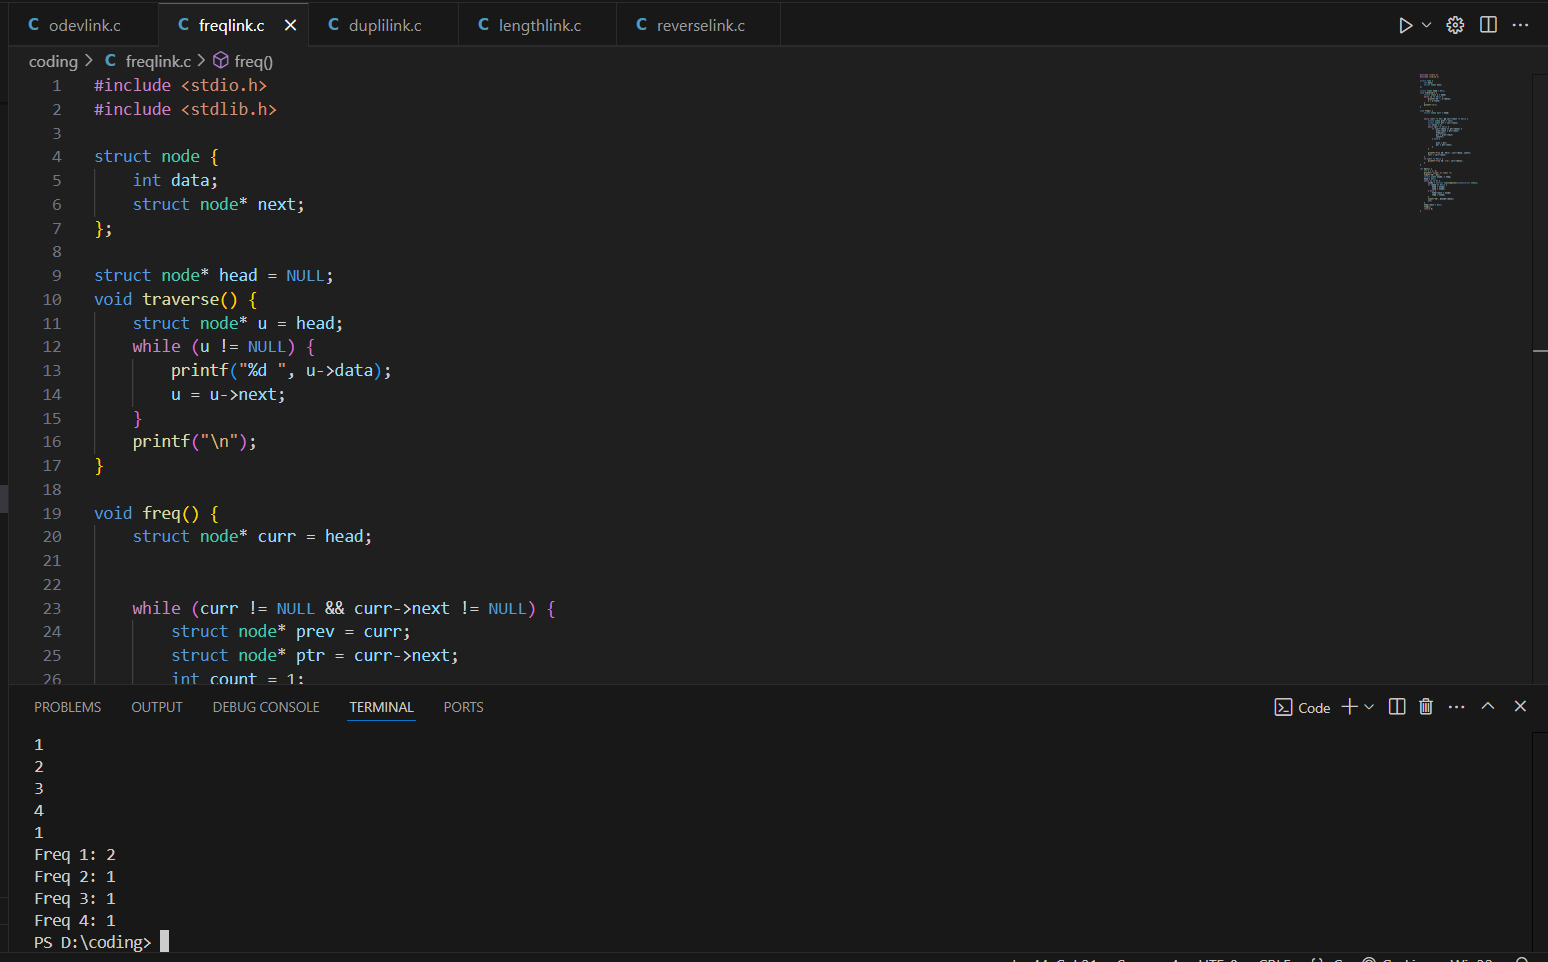 C odevlink.c C freqlink.c C duplilink.c C lengthlink.c C reverselink.c
coding > C freqlink.c > freq()
1 #include <stdio.h>
2 #include <stdlib.h>
3
4 struct node {
5 int data;
6 struct node* next;
7 };
8
9 struct node* head = NULL;
10 void traverse() {
11 struct node* u = head;
12 while (u != NULL) {
13 printf("%d ", u->data);
14 u = u->next;
15 }
16 printf("\n");
17 }
18
19 void freq() {
20 struct node* curr = head;
21
22
23 while (curr != NULL && curr->next != NULL) {
24 struct node* prev = curr;
25 struct node* ptr = curr->next;
26 int count = 1;
PROBLEMS OUTPUT DEBUG CONSOLE TERMINAL PORTS Code
1
2
3
4
1
Freq 1: 2
Freq 2: 1
Freq 3: 1
Freq 4: 1
PS D:\coding>